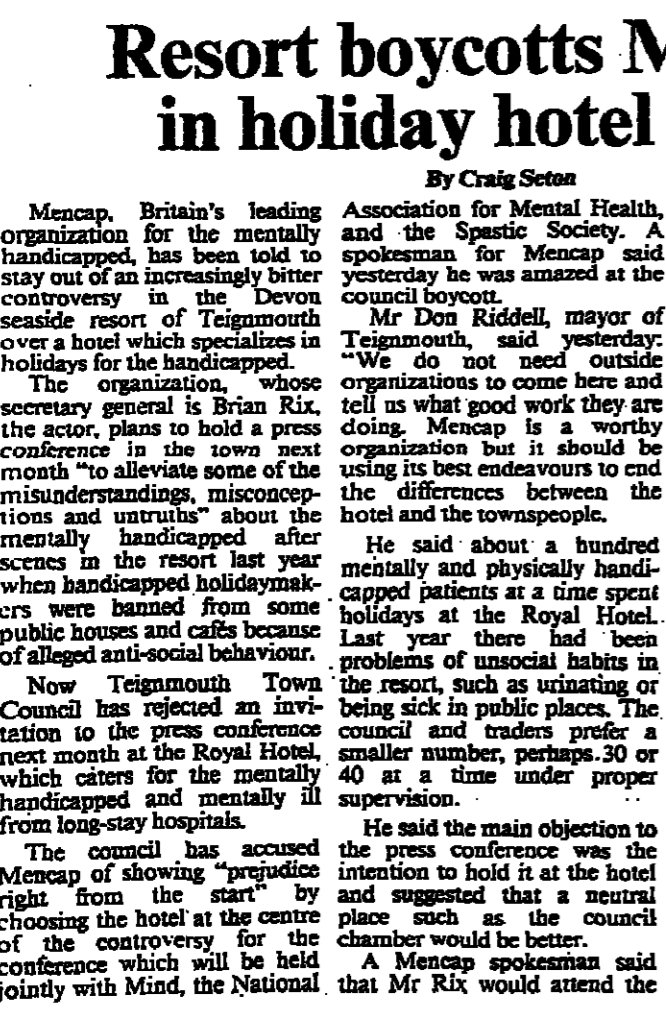 Resort boycotts M
in holiday hotel
By Craig Seton
Mencap, Britain's leading
organization for the mentally
handicapped, has been told to
stay out of an increasingly bitter
controversy in the Devon
seaside resort of Teignmouth
over a hotel which specializes in
holidays for the handicapped.
The organization, whose
secretary general is Brian Rix,
the actor, plans to hold a press
conference in the town next
month "to alleviate some of the
misunderstandings, misconcep-
tions and untruths" about the
mentally handicapped after
scenes in the resort last year
when handicapped holidaymak-
ers were banned from some
public houses and cafés because
of alleged anti-social behaviour.
Now Teignmouth Town
Council has rejected an invi-
tation to the press conference
next month at the Royal Hotel,
which caters for the mentally
handicapped and mentally ill
from long-stay hospitals.
The council has accused
Mencap of showing "prejudice
right from the start" by
choosing the hotel at the centre
of the controversy for the
conference which will be held
jointly with Mind, the National
Association for Mental Health,
and the Spastic Society. A
spokesman for Mencap said
yesterday he was amazed at the
council boycott.
Mr Don Riddell, mayor of
Teignmouth, said yesterday:
"We do not need outside
organizations to come here and
tell us what good work they are
doing. Mencap is a worthy
organization but it should be
using its best endeavours to end
the differences between the
hotel and the townspeople.
He said about a hundred
mentally and physically handi-
capped patients at a time spent
holidays at the Royal Hotel.
Last year there had been
problems of unsocial habits in
the resort, such as urinating or
being sick in public places. The
council and traders prefer a
smaller number, perhaps 30 or
40 at a time under proper
supervision.
He said the main objection to
the press conference was the
intention to hold it at the hotel
and suggested that a neutral
place such as the council
chamber would be better.
A Mencap spokesman said
that Mr Rix would attend the